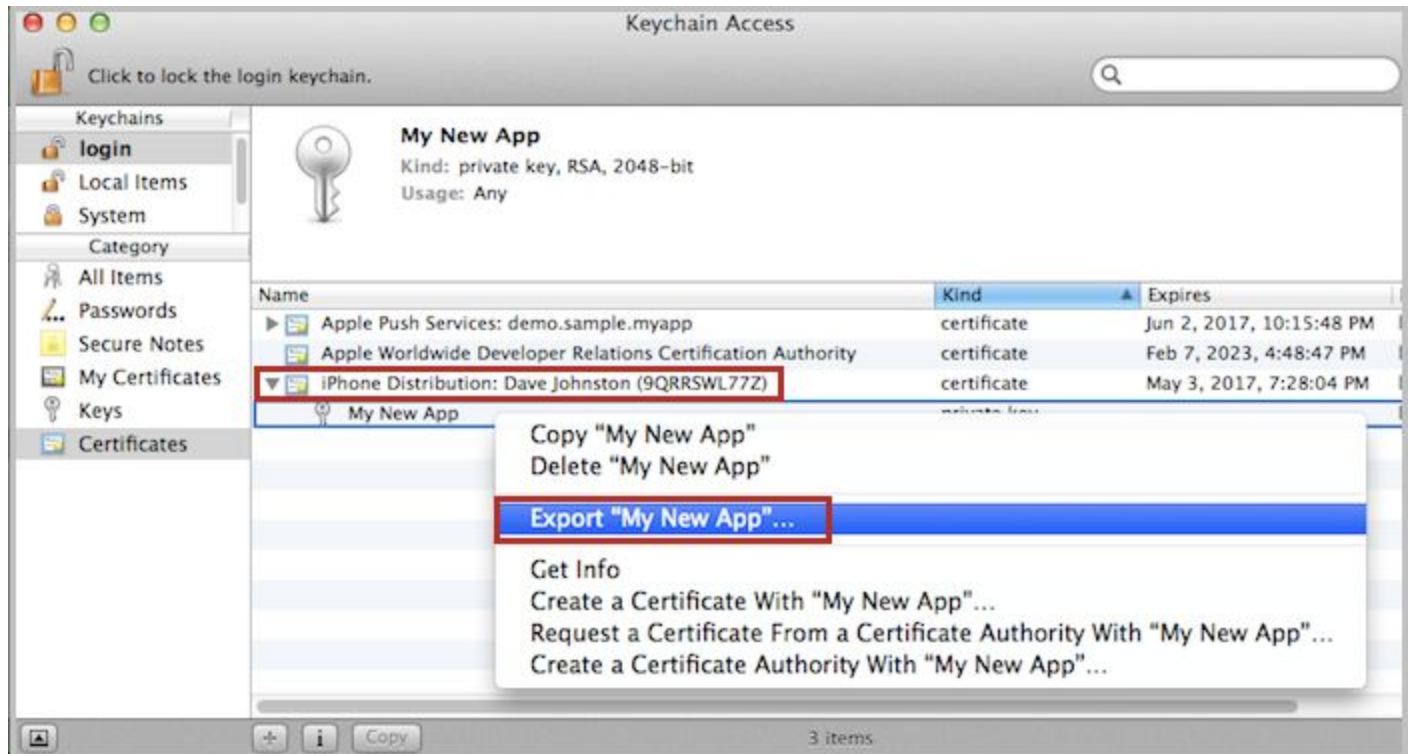 Keychain Access
Click to lock the login keychain.
Keychains
login
Local Items
System
Category
All Items
Passwords
Secure Notes
My Certificates
Keys
Certificates
My New App
Kind: private key, RSA, 2048-bit
Usage: Any
Name Kind Expires
Apple Push Services: demo.sample.myapp certificate Jun 2, 2017, 10:15:48 PM
Apple Worldwide Developer Relations Certification Authority certificate Feb 7, 2023, 4:48:47 PM
iPhone Distribution: Dave Johnston (9QRRSWL77Z) certificate May 3, 2017, 7:28:04 PM
My New App private key
Copy “My New App”
Delete “My New App”
Export “My New App”...
Get Info
Create a Certificate With “My New App”...
Request a Certificate From a Certificate Authority With “My New App”...
Create a Certificate Authority With “My New App”...
Copy
3 items